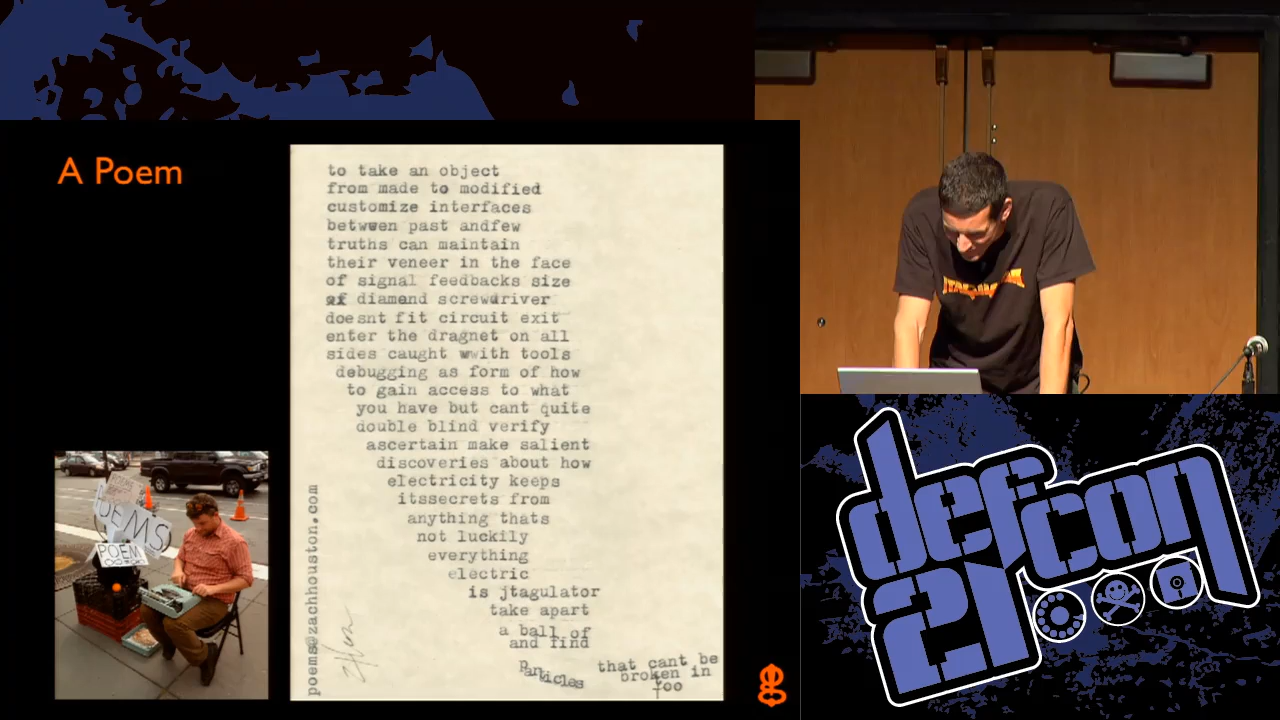 A Poem
to take an object
from made to modified
customize interfaces
between past andfew
truths can maintain
their veneer in the face
of signal feedbacks size
of diamond screwdriver
doesnt fit circuit exit
enter the dragnet on all
sides caught wwith tools
debugging as form of how
to gain access to what
you have but cant quite
double blind verify
ascertain make salient
discoveries about how
electricity keeps
itssecrets from
anything thats
not luckily
everything
electric
is jtagulator
take apart
a ball of
and find
particles
that cant be
broken in
too
poems@zachhouston.com
POEMS
POEM
defcon
21